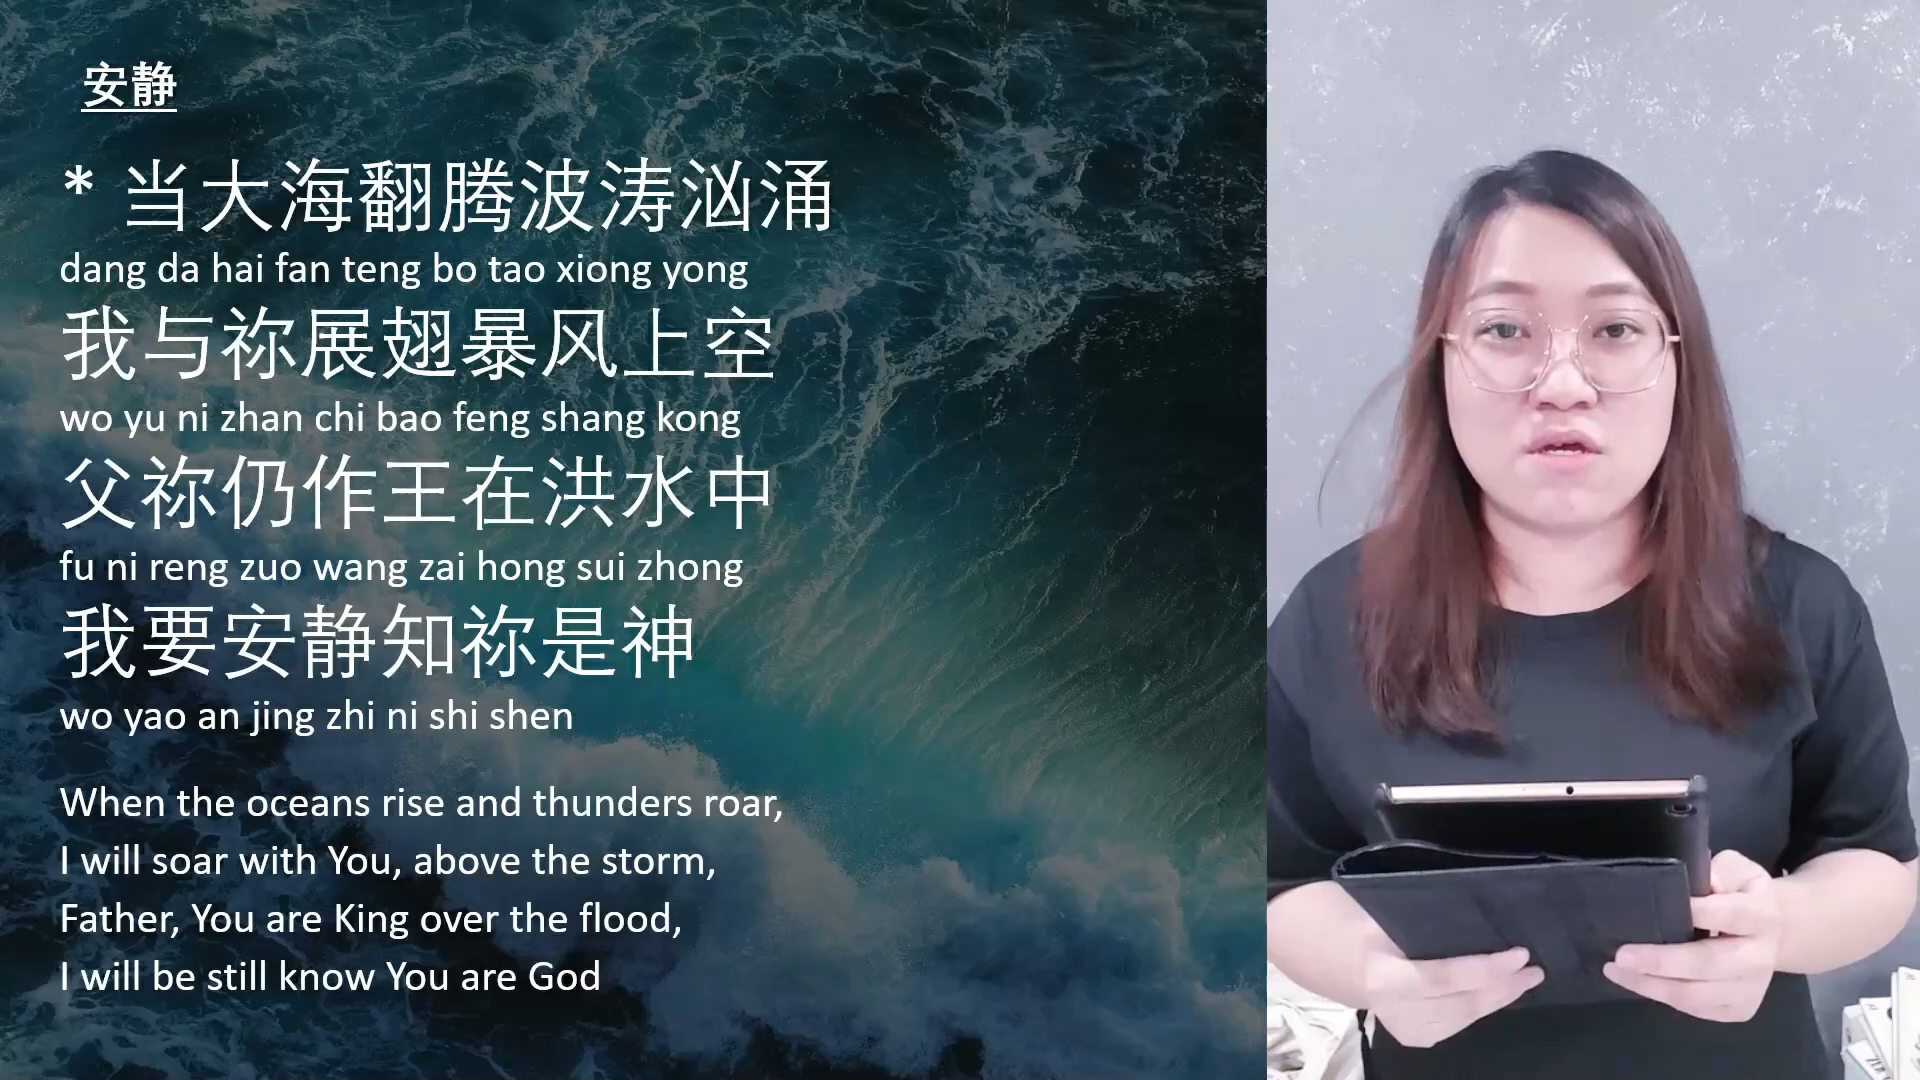 安静
* 当大海翻腾波涛汹涌
dang da hai fan teng bo tao xiong yong
我与祢展翅暴风上空
wo yu ni zhan chi bao feng shang kong
父祢仍作王在洪水中
fu ni reng zuo wang zai hong sui zhong
我要安静知祢是神
wo yao an jing zhi ni shi shen
When the oceans rise and thunders roar,
I will soar with You, above the storm,
Father, You are King over the flood,
I will be still know You are God